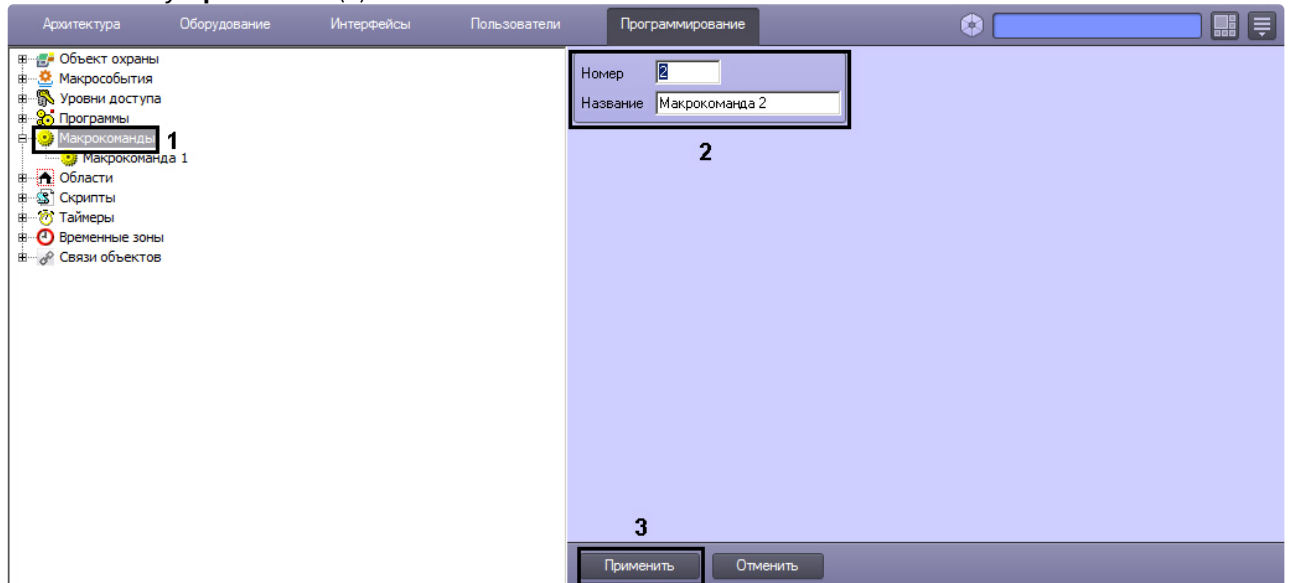 Архитектура Оборудование Интерфейсы Пользователи Программирование
Объект охраны
Макрособытия
Уровни доступа
Программы
Макрокоманды 1
Макрокоманда 1
Области
Скрипты
Таймеры
Временные зоны
Связи объектов
Номер 2
Название Макрокоманда 2
2
3
Применить Отменить